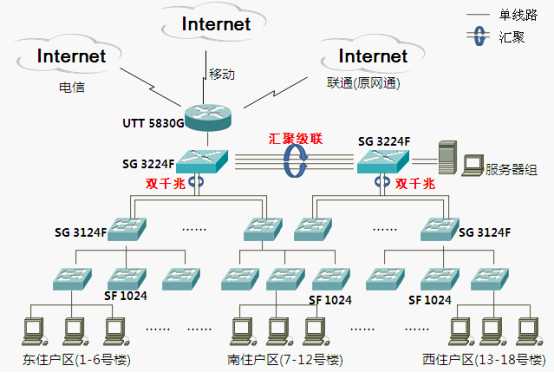 Internet
Internet
Internet
单线路
汇聚
电信
移动
联通(原网通)
UTT 5830G
汇聚级联
SG 3224F
SG 3224F
服务器组
双千兆
双千兆
SG 3124F
......
......
SG 3124F
SF 1024
SF 1024
SF 1024
...... ......
...... ......
东住户区(1-6号楼)
南住户区(7-12号楼)
西住户区(13-18号楼)